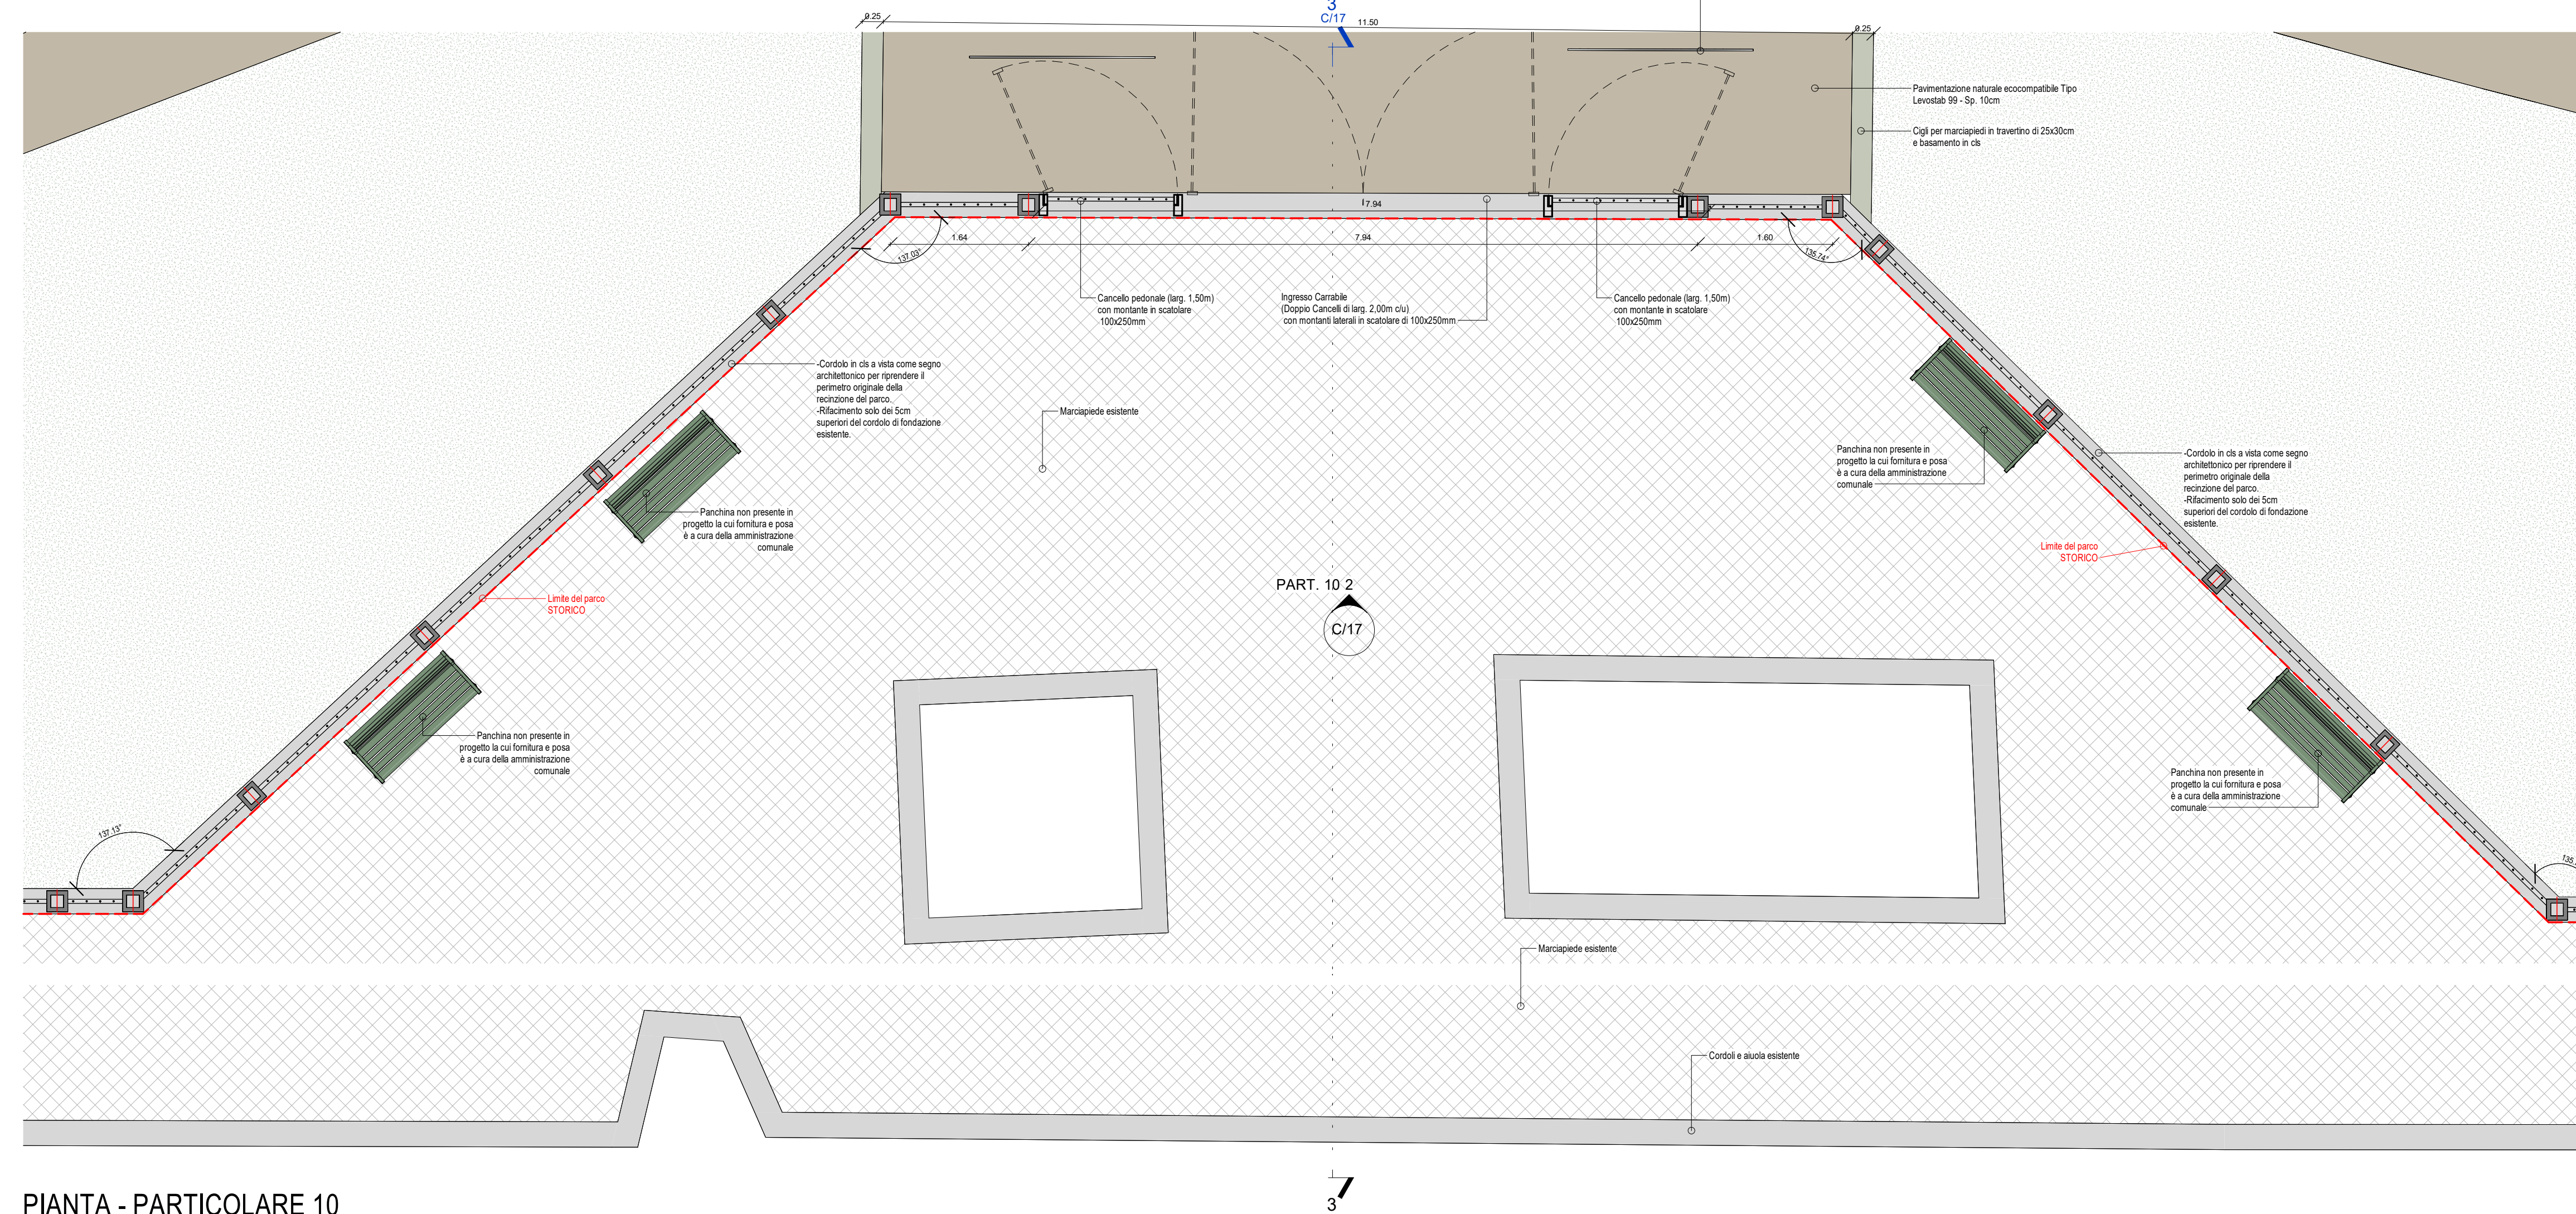 3
C/17
0.25
11.50
0.25
Pavimentazione naturale ecocompatibile Tipo
Levostab 99 - Sp. 10cm
Cigli per marciapiedi in travertino di 25x30cm
e basamento in cls
7.94
1.64
7.94
1.60
137.03°
135.74°
Cancello pedonale (larg. 1,50m)
con montante in scatolare
100x250mm
Ingresso Carrabile
(Doppio Cancelli di larg. 2,00m c/u)
con montanti laterali in scatolare di 100x250mm
Cancello pedonale (larg. 1,50m)
con montante in scatolare
100x250mm
-Cordolo in cls a vista come segno
architettonico per riprendere il
perimetro originale della
recinzione del parco.
-Rifacimento solo dei 5cm
superiori del cordolo di fondazione
esistente.
Marciapiede esistente
Panchina non presente in
progetto la cui fornitura e posa
è a cura della amministrazione
comunale
-Cordolo in cls a vista come segno
architettonico per riprendere il
perimetro originale della
recinzione del parco.
-Rifacimento solo dei 5cm
superiori del cordolo di fondazione
esistente.
Panchina non presente in
progetto la cui fornitura e posa
è a cura della amministrazione
comunale
Limite del parco
STORICO
Limite del parco
STORICO
PART. 10 2
C/17
Panchina non presente in
progetto la cui fornitura e posa
è a cura della amministrazione
comunale
Panchina non presente in
progetto la cui fornitura e posa
è a cura della amministrazione
comunale
137.13°
Marciapiede esistente
Cordoli e aiuola esistente
3
PIANTA - PARTICOLARE 10